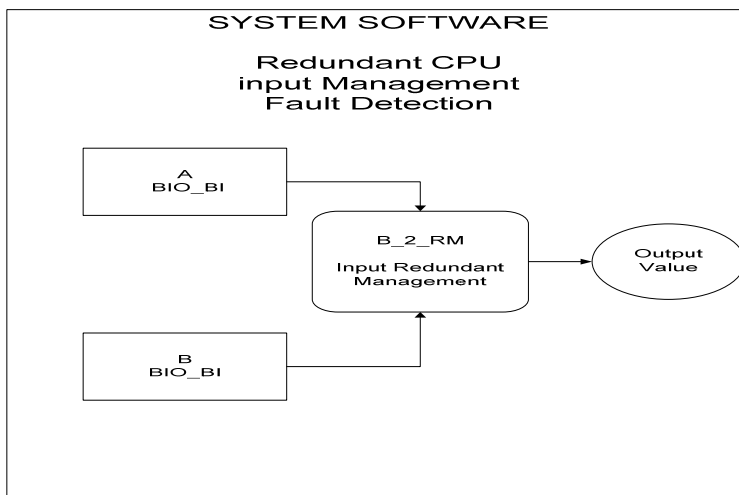 SYSTEM SOFTWARE
Redundant CPU
input Management
Fault Detection
A
BIO_BI
B_2_RM
Input Redundant
Management
Output
Value
B
BIO_BI